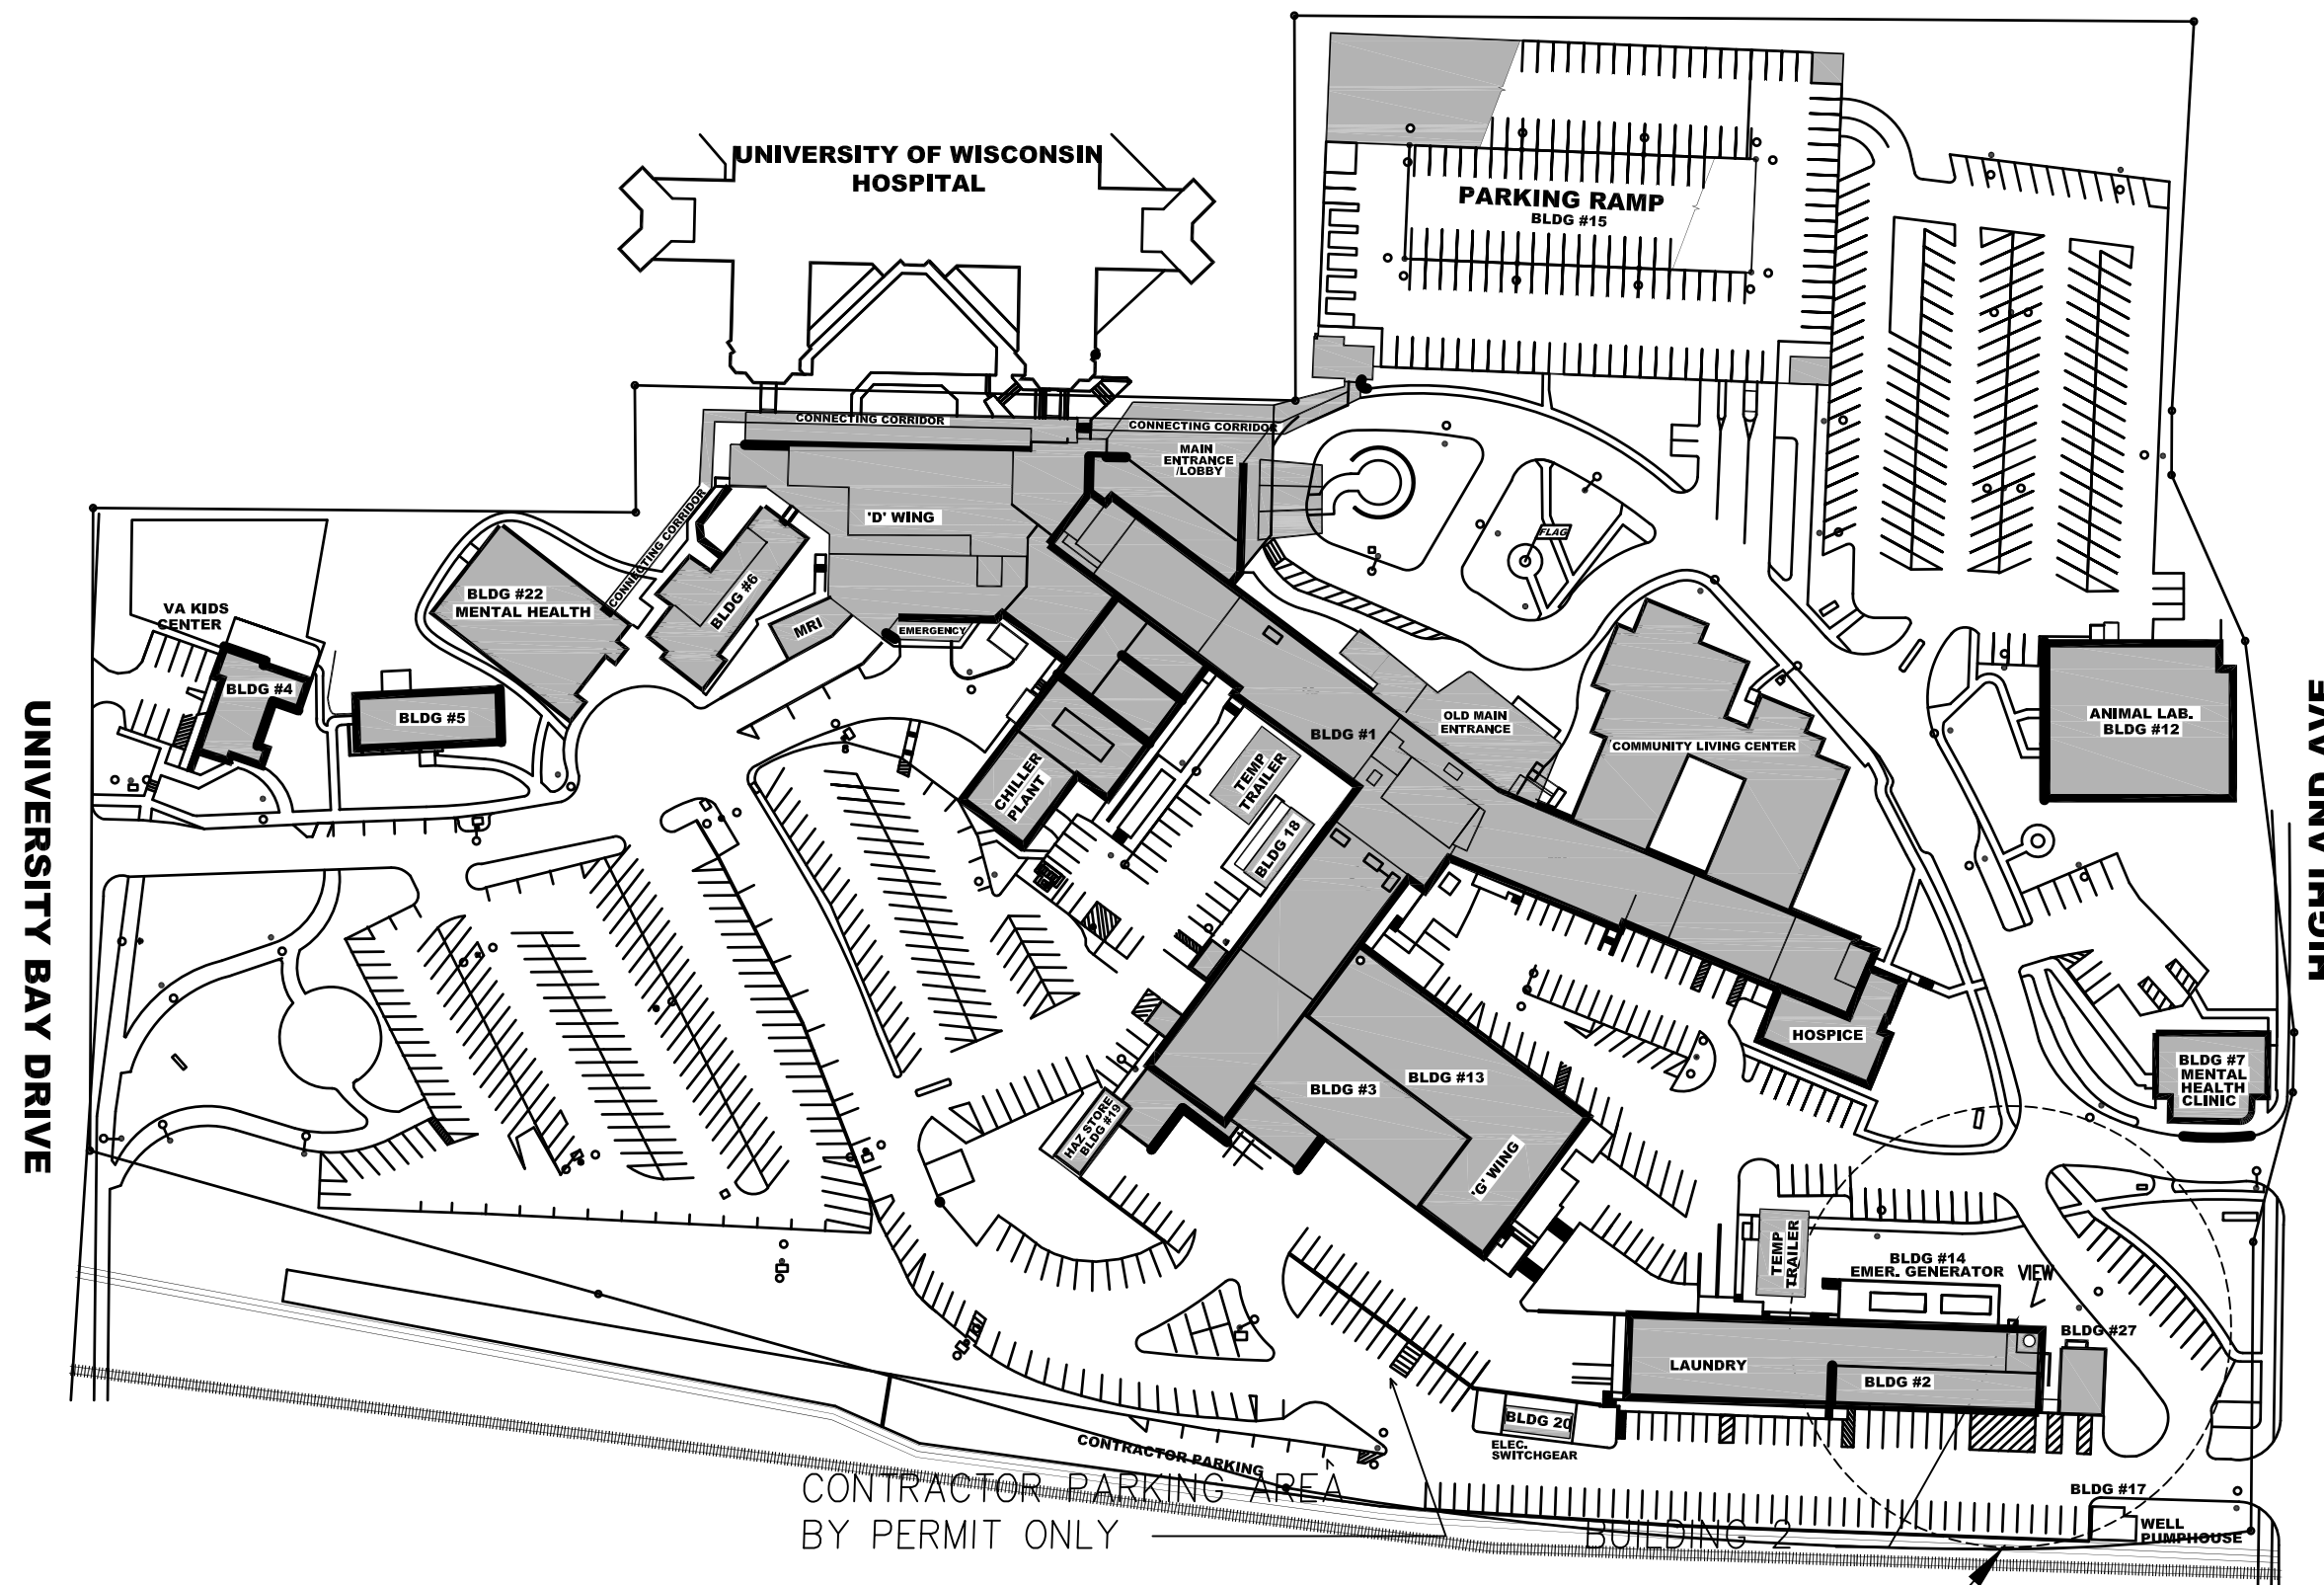 UNIVERSITY OF WISCONSIN
HOSPITAL
PARKING RAMP
BLDG #15
CONNECTING CORRIDOR
CONNECTING CORRIDOR
MAIN
ENTRANCE
/LOBBY
CONNECTING CORRIDOR
'D' WING
FLAG
BLDG #22
MENTAL HEALTH
BLDG #6
VA KIDS
CENTER
MRI
EMERGENCY
BLDG #4
BLDG #5
BLDG #1
OLD MAIN
ENTRANCE
COMMUNITY LIVING CENTER
ANIMAL LAB.
BLDG #12
CHILLER
PLANT
TEMP
TRAILER
BLDG 18
UNIVERSITY BAY DRIVE
HIGHLAND AVE
HOSPICE
BLDG #7
MENTAL
HEALTH
CLINIC
BLDG #3
BLDG #13
HAZ STORE
BLDG #19
'G' WING
TEMP
TRAILER
BLDG #14
EMER. GENERATOR
VIEW
BLDG #27
LAUNDRY
BLDG #2
BLDG 20
ELEC.
SWITCHGEAR
CONTRACTOR PARKING
CONTRACTOR PARKING AREA
BY PERMIT ONLY
BUILDING 2
BLDG #17
WELL
PUMPHOUSE